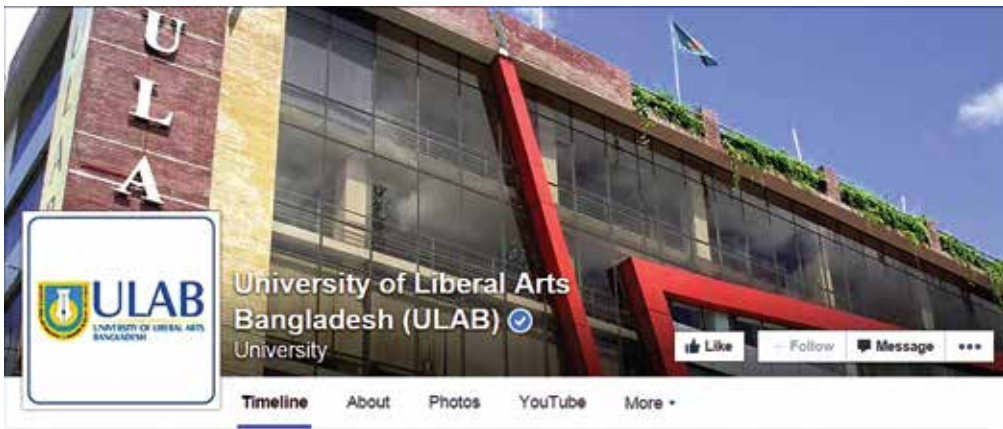 U
L
A
ULAB
UNIVERSITY OF LIBERAL ARTS
BANGLADESH
University of Liberal Arts
Bangladesh (ULAB)
University
Like
+ Follow
Message
Timeline
About
Photos
YouTube
More